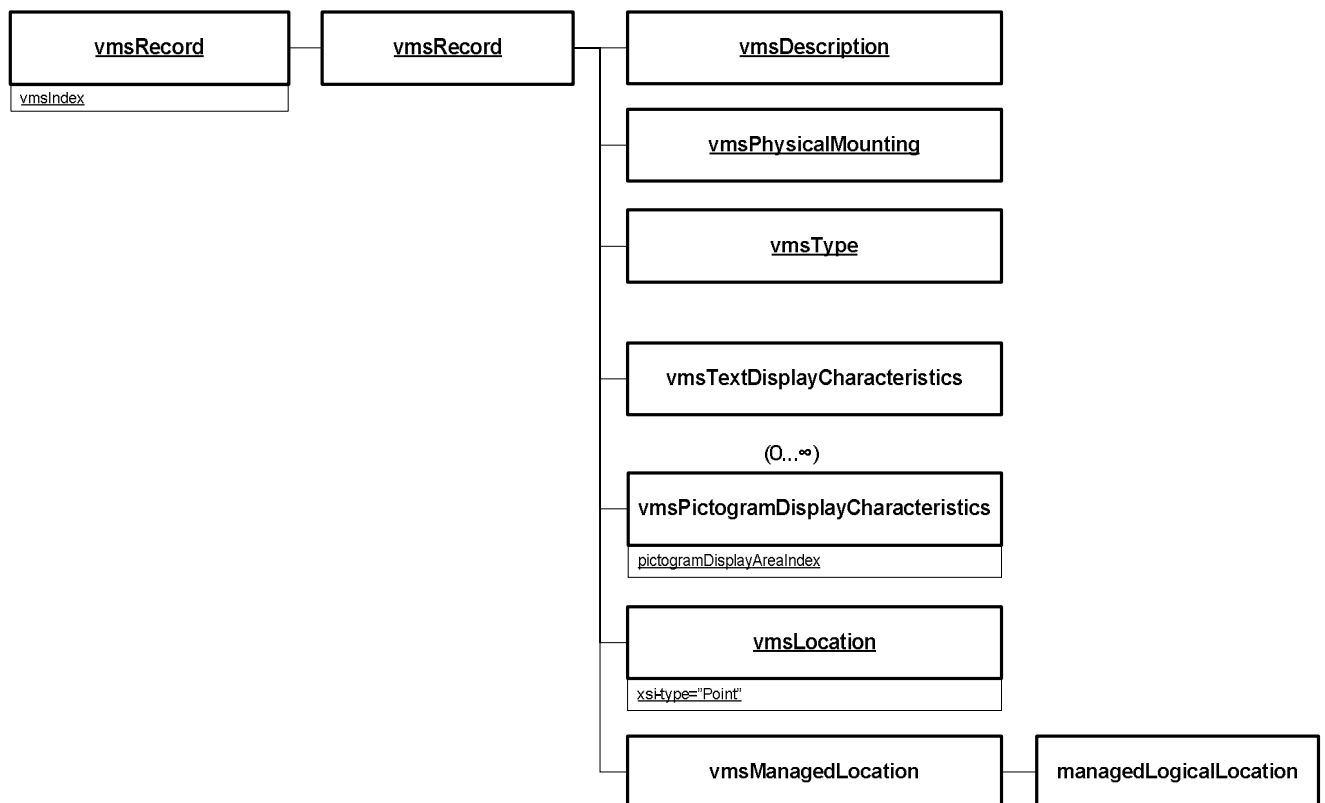 vmsRecord
vmsRecord
vmsDescription
vmsIndex
vmsPhysicalMounting
vmsType
vmsTextDisplayCharacteristics
(0...∞)
vmsPictogramDisplayCharacteristics
pictogramDisplayAreaIndex
vmsLocation
xsi-type="Point"
vmsManagedLocation
managedLogicalLocation